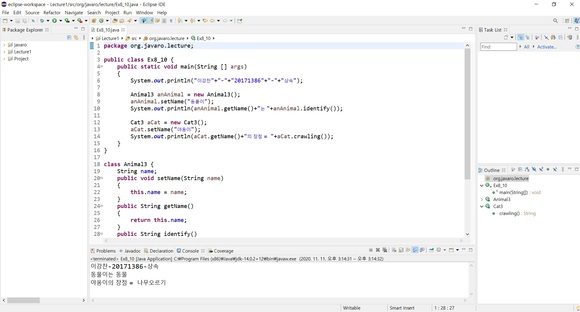 eclipse-workspace - Lecture1/src/org/javaro/lecture/Ex8_10.java - Eclipse IDE
File Edit Source Refactor Navigate Search Project Run Window Help
Package Explorer
javaro
Lecture1
Project
Ex8_10.java
Lecture1 src org.javaro.lecture Ex8_10
1 package org.javaro.lecture;
2
3 public class Ex8_10 {
4 public static void main(String [] args)
5 {
6 System.out.println("이강찬"+"-"+"20171386"+"-"+"상속");
7
8 Animal3 anAnimal = new Animal3();
9 anAnimal.setName("동물이");
10 System.out.println(anAnimal.getName()+"는 "+anAnimal.identify());
11
12 Cat3 aCat = new Cat3();
13 aCat.setName("야옹이");
14 System.out.println(aCat.getName()+"의 장점 = "+aCat.crawling());
15 }
16 }
17
18 class Animal3 {
19 String name;
20 public void setName(String name)
21 {
22 this.name = name;
23 }
24 public String getName()
25 {
26 return this.name;
27 }
28 public String identify()
Task List
Find All Activate...
Outline
org.javaro.lecture
Ex8_10
main(String[]) : void
Animal3
Cat3
crawling() : String
Problems Javadoc Declaration Console Coverage
<terminated> Ex8_10 [Java Application] C:\Program Files (x86)\Java\jdk-14.0.2+12\bin\javaw.exe (2020. 11. 11. 오후 3:14:31 – 오후 3:14:32)
이강찬-20171386-상속
동물이는 동물
야옹이의 장점 = 나무오르기
Writable Smart Insert 1 : 28 : 27